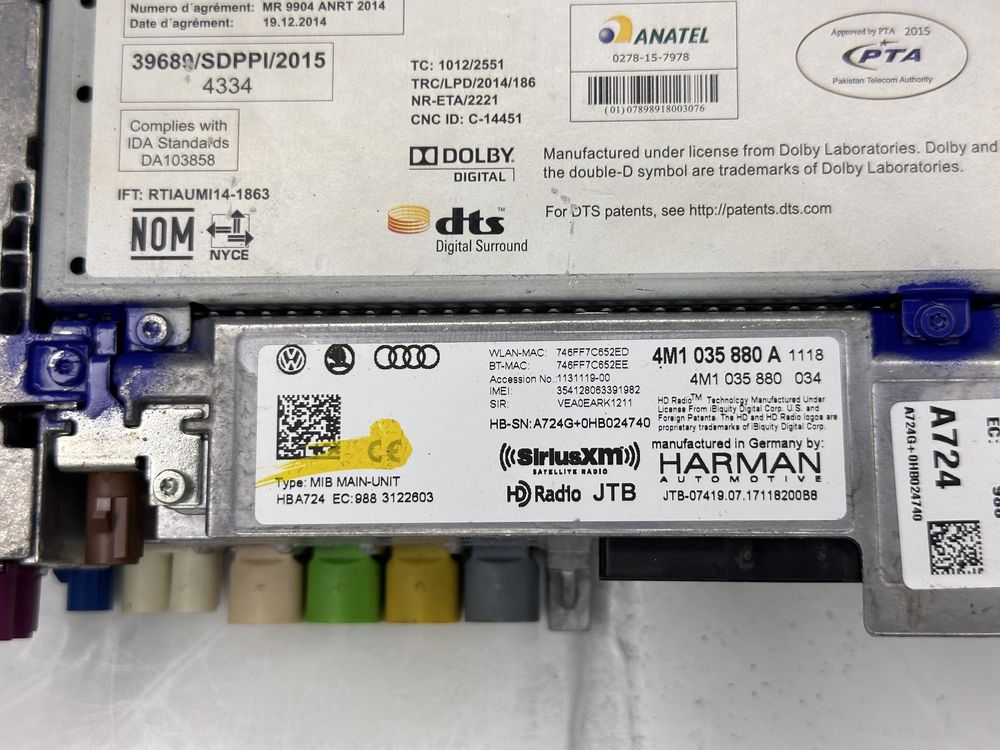 Numero d´agrément: MR 9904 ANRT 2014
Date d´agrément: 19.12.2014
39689/SDPPI/2015
4334
Complies with
IDA Standards
DA103858
IFT: RTIAUMI14-1863
NOM
NYCE
TC: 1012/2551
TRC/LPD/2014/186
NR-ETA/2221
CNC ID: C-14451
DOLBY
DIGITAL
dts™
Digital Surround
ANATEL
0278-15-7978
(01)07898918003076
Approved by PTA 2015
PTA
Pakistan Telecom Authority
Manufactured under license from Dolby Laboratories. Dolby and
the double-D symbol are trademarks of Dolby Laboratories.
For DTS patents, see http://patents.dts.com
WLAN-MAC: 746FF7C652ED
BT-MAC: 746FF7C652EE
Accession No.: 1131119-00
IMEI: 354128063391982
SIR: VEA0EARK1211
HB-SN: A724G+0HB024740
4M1 035 880 A 1118
4M1 035 880 034
HD Radio™ Technology Manufactured Under
License From iBiquity Digital Corp. U.S. and
Foreign Patents. The HD and HD Radio logos are
proprietary trademarks of iBiquity Digital Corp.
CE
Type: MIB MAIN-UNIT
HBA724 EC:988 3122603
SiriusXM
SATELLITE RADIO
HD Radio JTB
manufactured in Germany by:
HARMAN
AUTOMOTIVE
JTB-07419.07.17118200B8
A724
A724G+0HB024740
EC
988